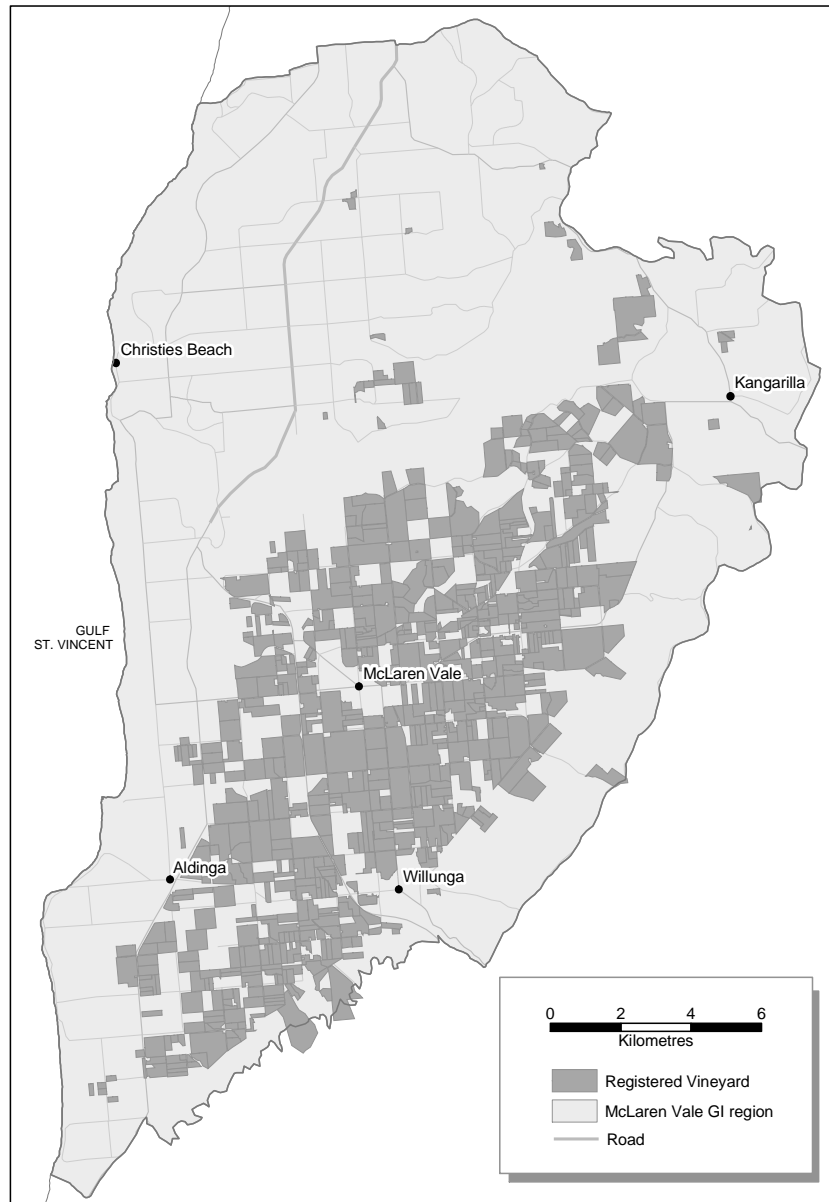 Christies Beach
Kangarilla
GULF
ST. VINCENT
McLaren Vale
Aldinga
Willunga
0 2 4 6
Kilometres
Registered Vineyard
McLaren Vale GI region
Road